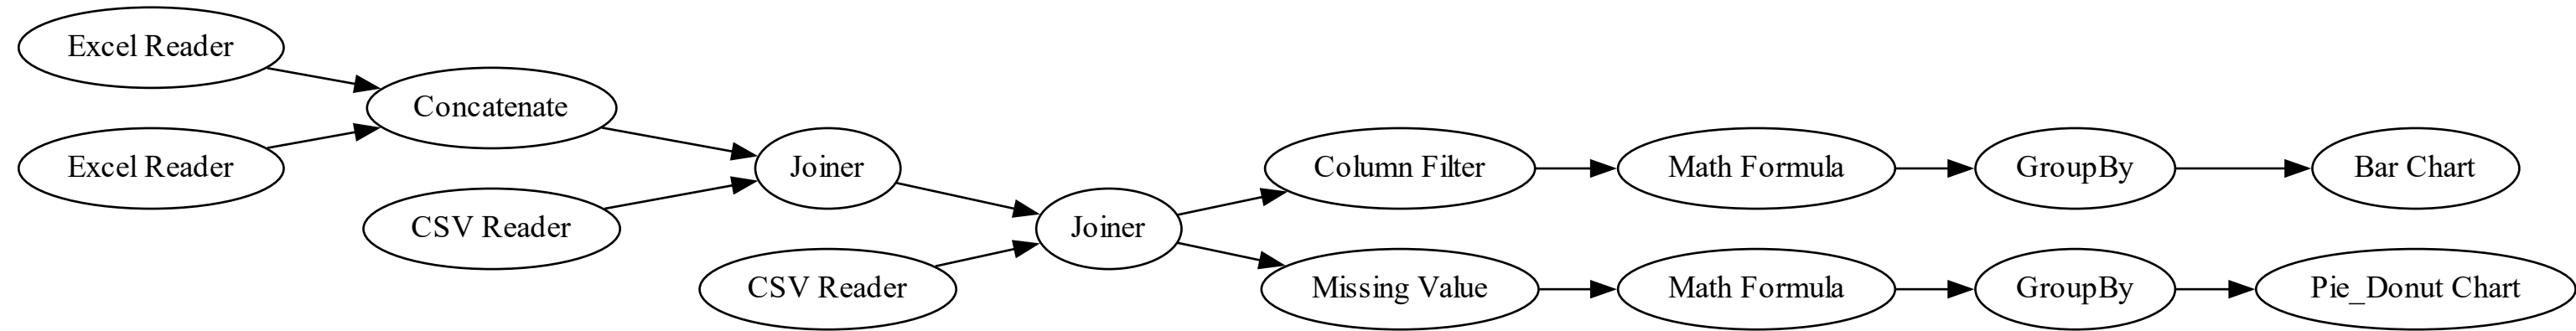 Excel Reader
Excel Reader
Concatenate
CSV Reader
Joiner
CSV Reader
Joiner
Column Filter
Math Formula
GroupBy
Bar Chart
Missing Value
Math Formula
GroupBy
Pie_Donut Chart